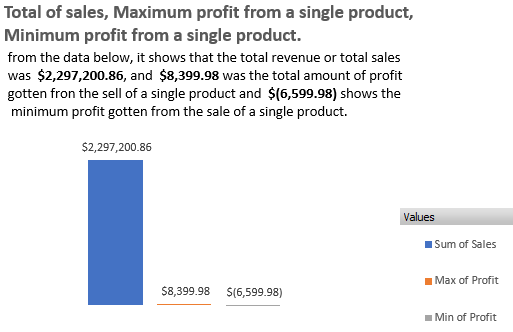 Total of sales, Maximum profit from a single product,
Minimum profit from a single product.
from the data below, it shows that the total revenue or total sales
was $2,297,200.86, and $8,399.98 was the total amount of profit
gotten fron the sell of a single product and $(6,599.98) shows the
minimum profit gotten from the sale of a single product.
$2,297,200.86
$8,399.98
$(6,599.98)
Values
Sum of Sales
Max of Profit
Min of Profit